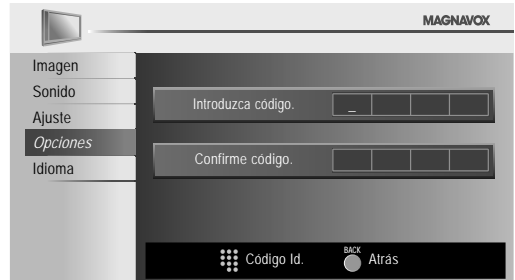 MAGNAVOX
Imagen
Sonido
Ajuste
Opciones
Idioma
Introduzca código.
_
Confirme código.
Código Id.
BACK
Atrás